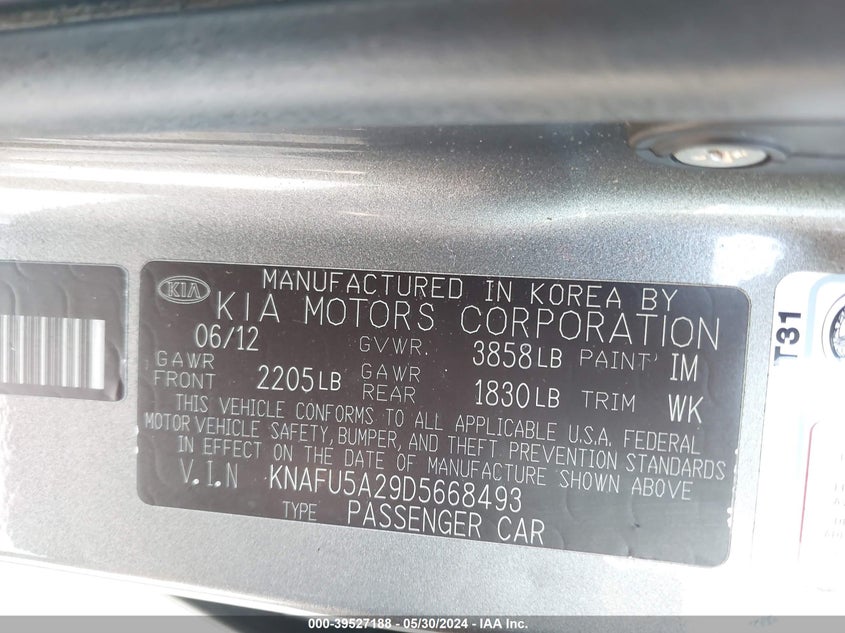 MANUFACTURED IN KOREA BY
KIA
KIA MOTORS CORPORATION
06/12 GVWR 3858LB PAINT IM
GAWR FRONT 2205LB GAWR REAR 1830LB TRIM WK
THIS VEHICLE CONFORMS TO ALL APPLICABLE U.S.A. FEDERAL
MOTOR VEHICLE SAFETY, BUMPER, AND THEFT PREVENTION STANDARDS
IN EFFECT ON THE DATE OF MANUFACTURE SHOWN ABOVE
V.I.N KNAFU5A29D5668493
TYPE PASSENGER CAR
T31
000-39527188 - 05/30/2024 - IAA Inc.